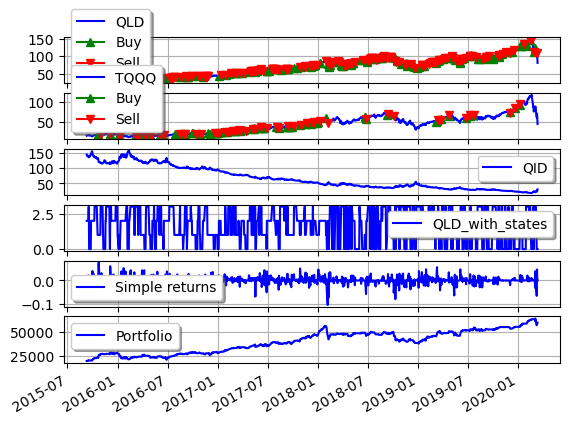 QLD
Buy
Sell
150
100
50
TQQQ
Buy
Sell
100
50
150
100
50
QID
2.5
0.0
QLD_with_states
0.0
−0.1
Simple returns
50000
25000
Portfolio
2015-07
2016-01
2016-07
2017-01
2017-07
2018-01
2018-07
2019-01
2019-07
2020-01